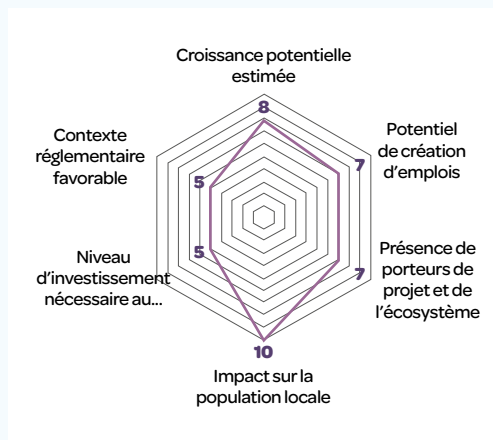 Croissance potentielle
estimée
8
Potentiel
de création
d'emplois
7
Présence de
porteurs de
projet et de
l'écosystème
7
Impact sur la
population locale
10
Niveau
d'investissement
nécessaire au...
5
Contexte
réglementaire
favorable
5